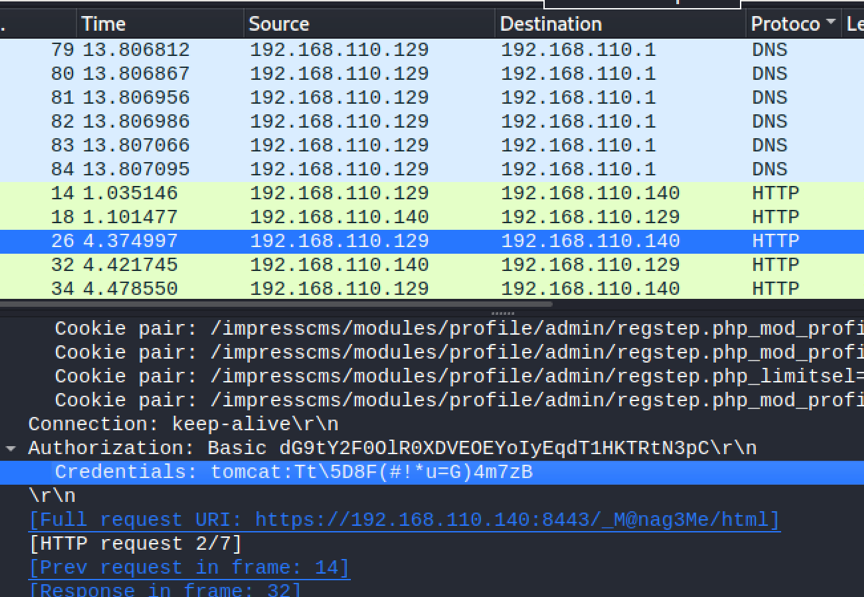 . Time Source Destination Protoco Le
79 13.806812 192.168.110.129 192.168.110.1 DNS
80 13.806867 192.168.110.129 192.168.110.1 DNS
81 13.806956 192.168.110.129 192.168.110.1 DNS
82 13.806986 192.168.110.129 192.168.110.1 DNS
83 13.807066 192.168.110.129 192.168.110.1 DNS
84 13.807095 192.168.110.129 192.168.110.1 DNS
14 1.035146 192.168.110.129 192.168.110.140 HTTP
18 1.101477 192.168.110.140 192.168.110.129 HTTP
26 4.374997 192.168.110.129 192.168.110.140 HTTP
32 4.421745 192.168.110.140 192.168.110.129 HTTP
34 4.478550 192.168.110.129 192.168.110.140 HTTP
Cookie pair: /impresscms/modules/profile/admin/regstep.php_mod_profi
Cookie pair: /impresscms/modules/profile/admin/regstep.php_mod_profi
Cookie pair: /impresscms/modules/profile/admin/regstep.php_limitsel=
Cookie pair: /impresscms/modules/profile/admin/regstep.php_mod_profi
Connection: keep-alive\r\n
Authorization: Basic dG9tY2F0OlR0XDVEOEYoIyEqdT1HKTRtN3pC\r\n
Credentials: tomcat:Tt\5D8F(#!*u=G)4m7zB
\r\n
[Full request URI: https://192.168.110.140:8443/_M@nag3Me/html]
[HTTP request 2/7]
[Prev request in frame: 14]
[Response in frame: 32]